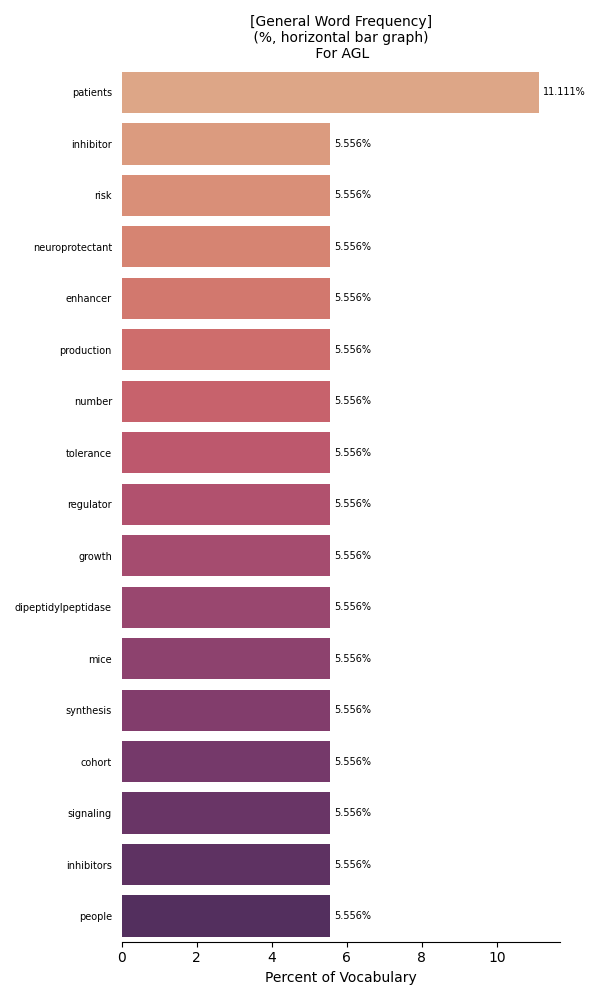 [General Word Frequency]
(%, horizontal bar graph)
For AGL
patients 11.111%
inhibitor 5.556%
risk 5.556%
neuroprotectant 5.556%
enhancer 5.556%
production 5.556%
number 5.556%
tolerance 5.556%
regulator 5.556%
growth 5.556%
dipeptidylpeptidase 5.556%
mice 5.556%
synthesis 5.556%
cohort 5.556%
signaling 5.556%
inhibitors 5.556%
people 5.556%
0 2 4 6 8 10
Percent of Vocabulary